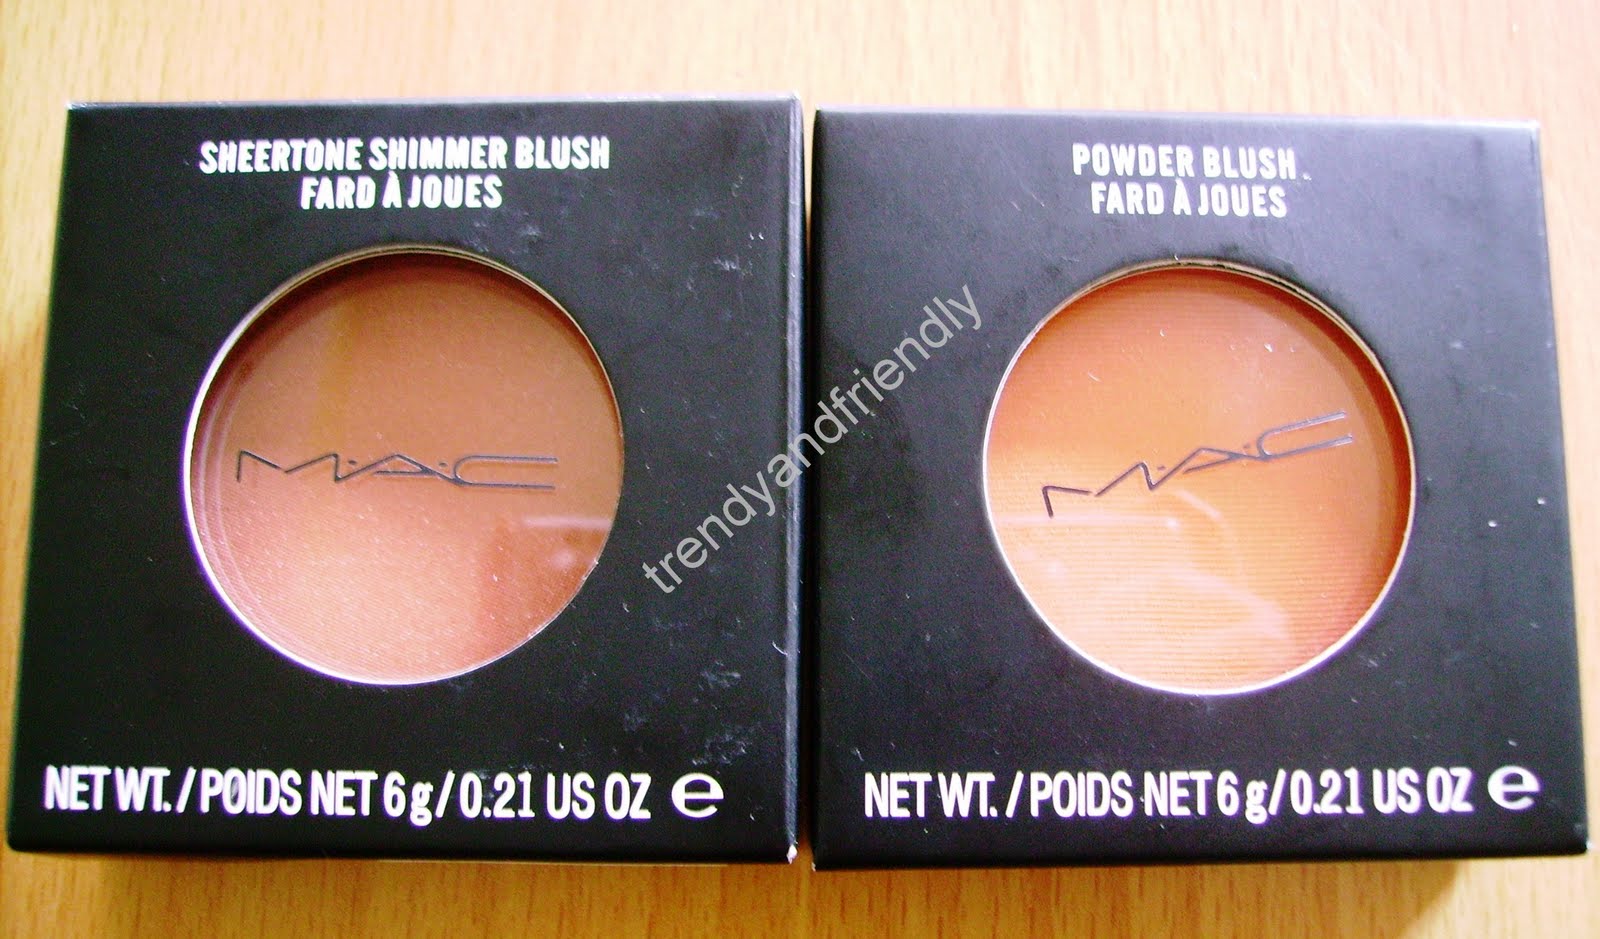 SHEERTONE SHIMMER BLUSH
FARD À JOUES
M·A·C
NET WT./POIDS NET 6 g/0.21 US OZ ℮
POWDER BLUSH
FARD À JOUES
M·A·C
NET WT./POIDS NET 6 g/0.21 US OZ ℮
trendyandfriendly